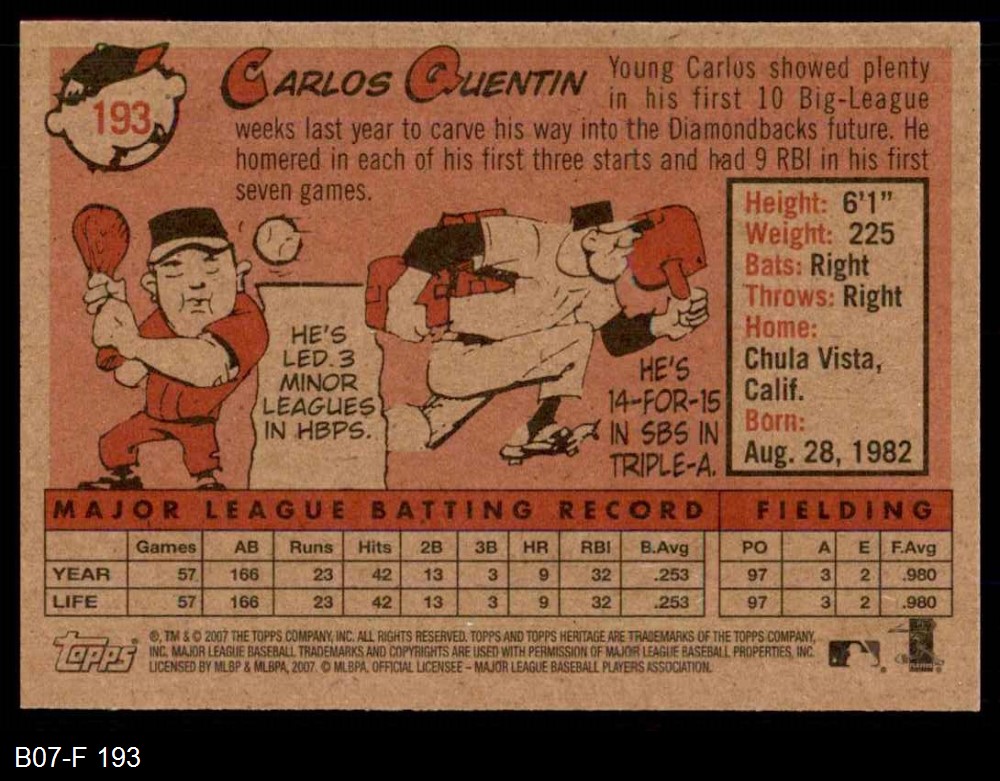 193
CARLOS QUENTIN
Young Carlos showed plenty
in his first 10 Big-League
weeks last year to carve his way into the Diamondbacks future. He
homered in each of his first three starts and had 9 RBI in his first
seven games.
HE'S
LED 3
MINOR
LEAGUES
IN HBPS.
HE'S
14-FOR-15
IN SBS IN
TRIPLE-A.
Height: 6'1"
Weight: 225
Bats: Right
Throws: Right
Home:
Chula Vista,
Calif.
Born:
Aug. 28, 1982
MAJOR LEAGUE BATTING RECORD FIELDING
Games AB Runs Hits 2B 3B HR RBI B.Avg PO A E F.Avg
YEAR 57 166 23 42 13 3 9 32 .253 97 3 2 .980
LIFE 57 166 23 42 13 3 9 32 .253 97 3 2 .980
Topps
®, TM & © 2007 THE TOPPS COMPANY, INC. ALL RIGHTS RESERVED. TOPPS AND TOPPS HERITAGE ARE TRADEMARKS OF THE TOPPS COMPANY,
INC. MAJOR LEAGUE BASEBALL TRADEMARKS AND COPYRIGHTS ARE USED WITH PERMISSION OF MAJOR LEAGUE BASEBALL PROPERTIES, INC.
LICENSED BY MLBP & MLBPA, 2007. © MLBPA. OFFICIAL LICENSEE – MAJOR LEAGUE BASEBALL PLAYERS ASSOCIATION.
B07-F 193